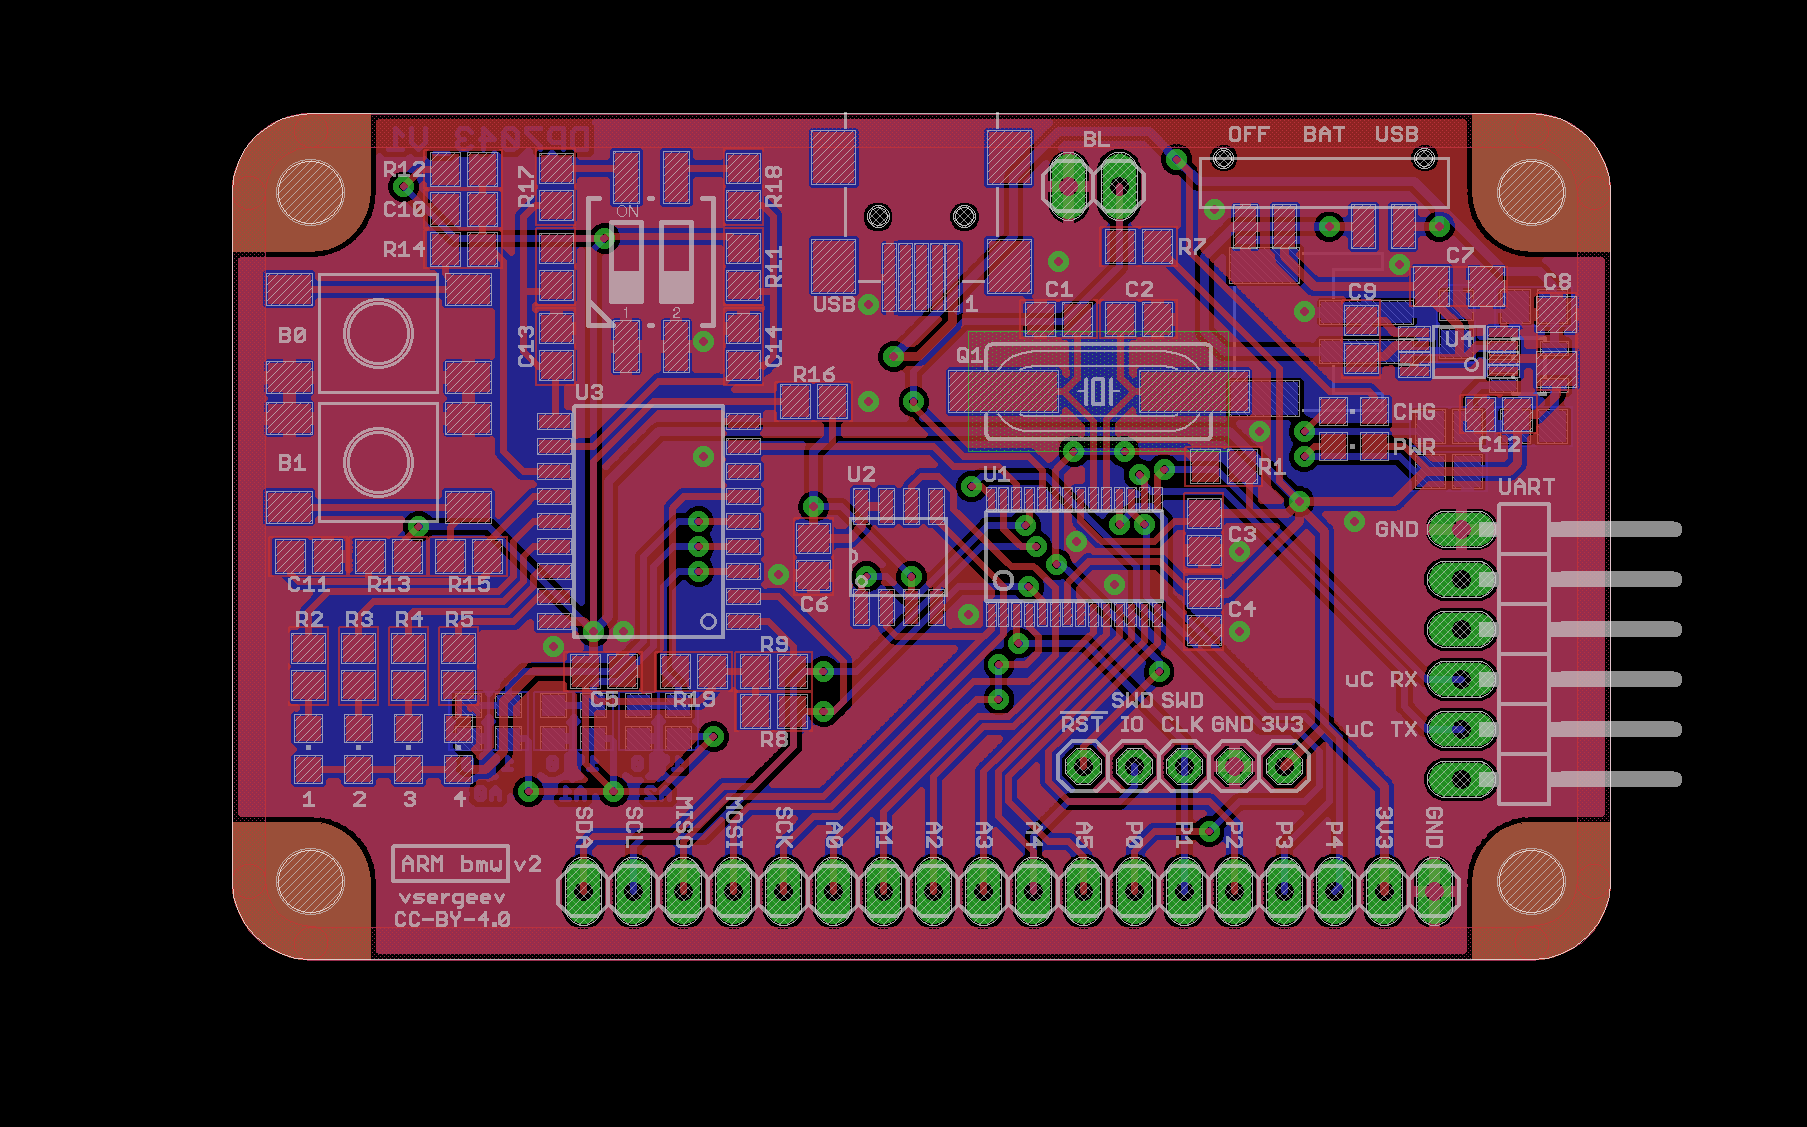 OFF BAT USB
BL
R12
C10
R14
R17
R18
ON
R11
R7
C7
C8
USB
1
C1
C2
C9
B0
1 2
C13
C14
U4
Q1
R16
U3
CHG
PWR
C12
B1
U2
U1
R1
UART
GND
C3
C11 R13 R15
C6
C4
R2 R3 R4 R5
R9
C5 R19
R8
uC RX
SWD SWD
RST IO CLK GND 3V3
uC TX
1 2 3 4
SDA SCL MISO MOSI SCK A0 A1 A2 A3 A4 A5 P0 P1 P2 P3 P4 3V3 GND
ARM bmw v2
vsergeev
CC-BY-4.0